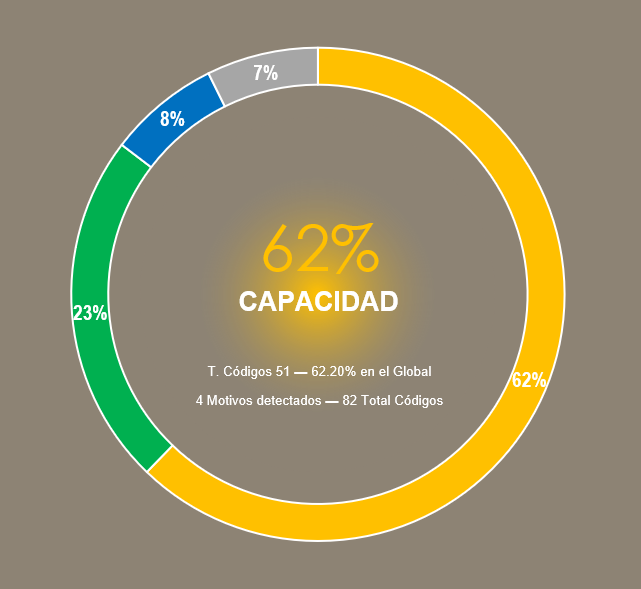 7%
8%
62%
CAPACIDAD
23%
T. Códigos 51 — 62.20% en el Global
62%
4 Motivos detectados — 82 Total Códigos